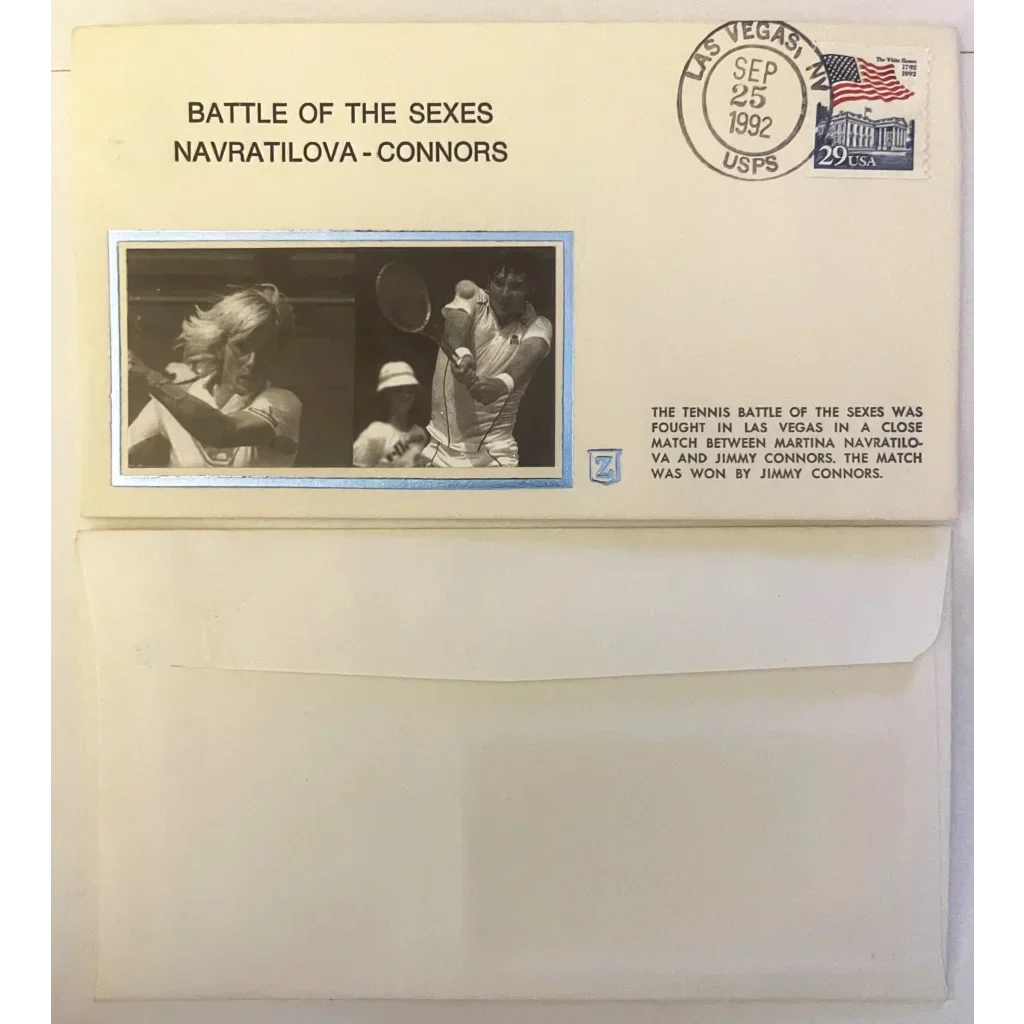 BATTLE OF THE SEXES
NAVRATILOVA - CONNORS
LAS VEGAS, NV
SEP
25
1992
USPS
The White House
1792
1992
29 USA
Z
THE TENNIS BATTLE OF THE SEXES WAS
FOUGHT IN LAS VEGAS IN A CLOSE
MATCH BETWEEN MARTINA NAVRATILO-
VA AND JIMMY CONNORS. THE MATCH
WAS WON BY JIMMY CONNORS.